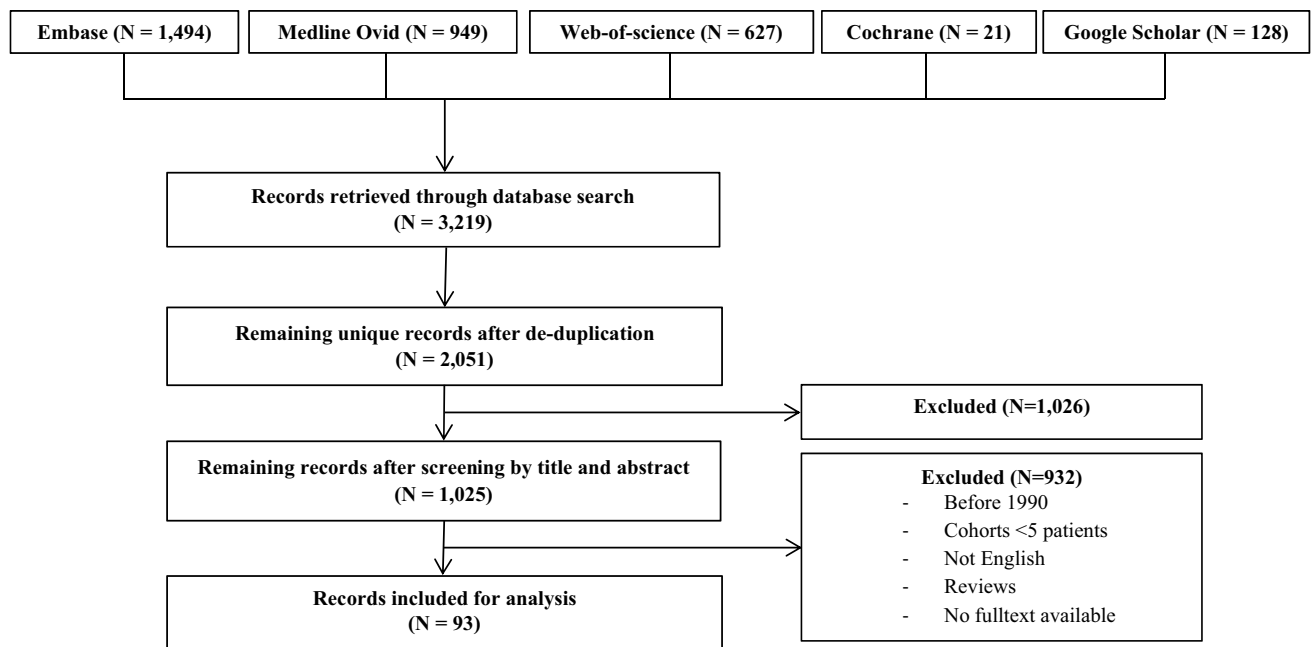 Embase (N = 1,494)
Medline Ovid (N = 949)
Web-of-science (N = 627)
Cochrane (N = 21)
Google Scholar (N = 128)
Records retrieved through database search
(N = 3,219)
Remaining unique records after de-duplication
(N = 2,051)
Excluded (N=1,026)
Remaining records after screening by title and abstract
(N = 1,025)
Excluded (N=932)
- Before 1990
- Cohorts <5 patients
- Not English
- Reviews
- No fulltext available
Records included for analysis
(N = 93)